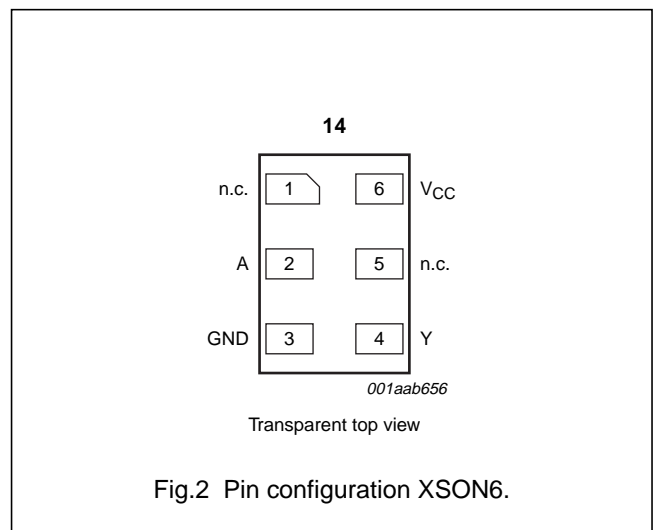 14
n.c. 1 6 VCC
A 2 5 n.c.
GND 3 4 Y
001aab656
Transparent top view
Fig.2 Pin configuration XSON6.